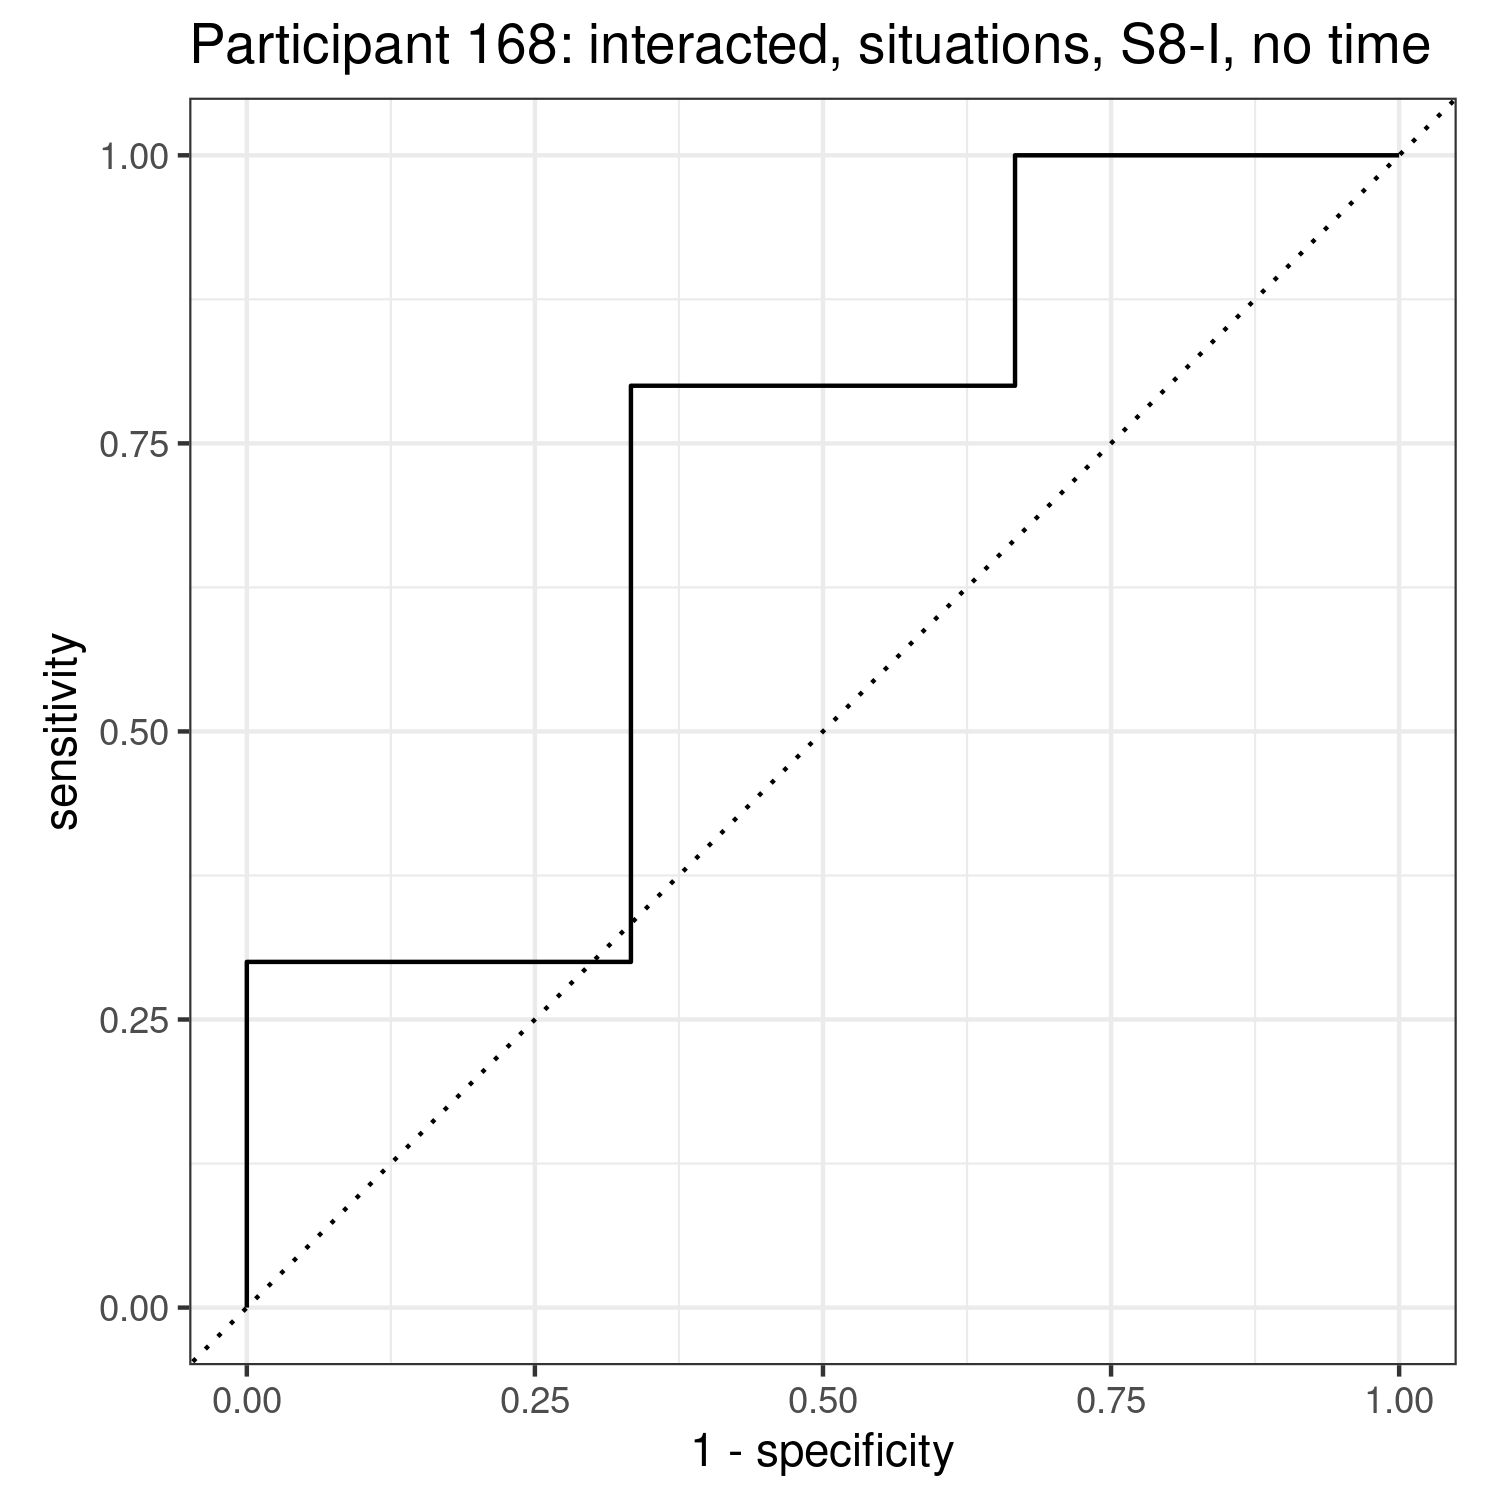 Participant 168: interacted, situations, S8-I, no time
1.00
0.75
0.50
0.25
0.00
sensitivity
0.00 0.25 0.50 0.75 1.00
1 - specificity